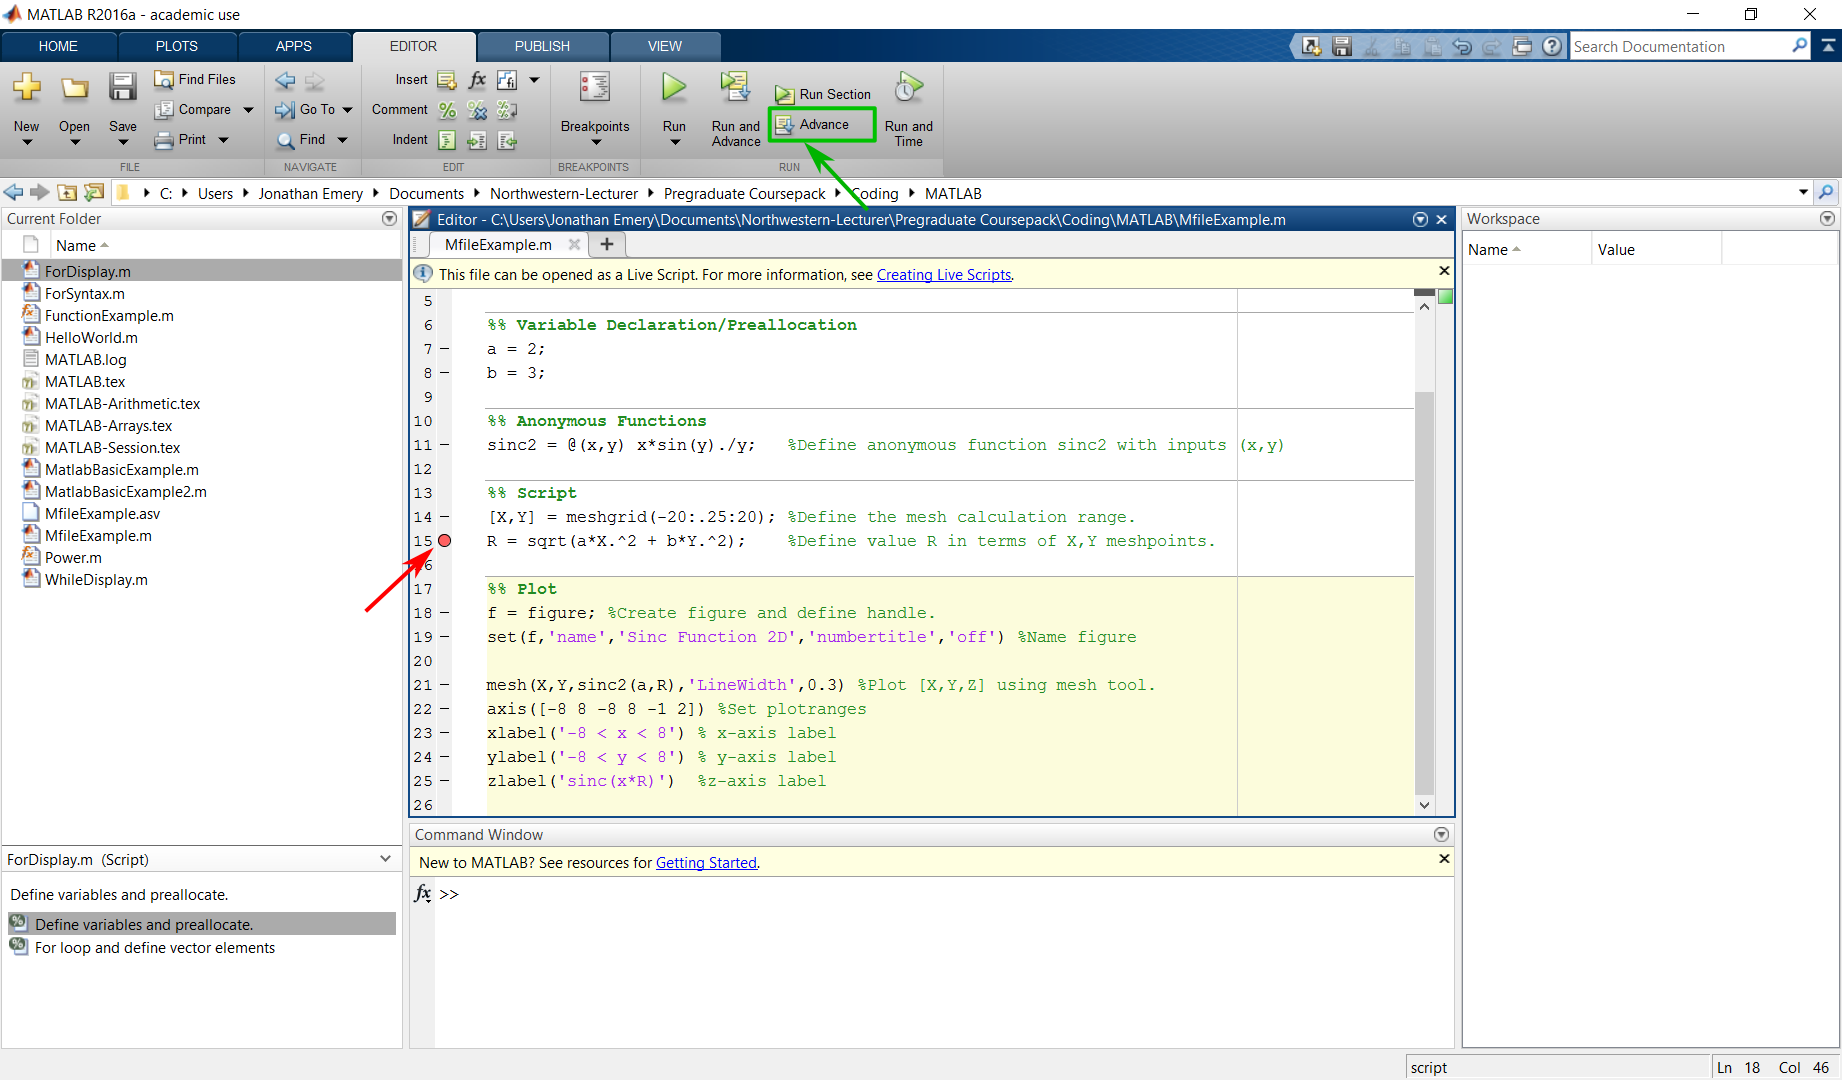 MATLAB R2016a - academic use
HOME PLOTS APPS EDITOR PUBLISH VIEW Search Documentation
New Open Save Find Files Compare Print
FILE
Go To Find
NAVIGATE
Insert fx fi
Comment
Indent
EDIT
Breakpoints
BREAKPOINTS
Run Run and Advance Run Section Advance Run and Time
RUN
C: Users Jonathan Emery Documents Northwestern-Lecturer Pregraduate Coursepack Coding MATLAB
Current Folder
Name
ForDisplay.m
ForSyntax.m
FunctionExample.m
HelloWorld.m
MATLAB.log
MATLAB.tex
MATLAB-Arithmetic.tex
MATLAB-Arrays.tex
MATLAB-Session.tex
MatlabBasicExample.m
MatlabBasicExample2.m
MfileExample.asv
MfileExample.m
Power.m
WhileDisplay.m
ForDisplay.m (Script)
Define variables and preallocate.
Define variables and preallocate.
For loop and define vector elements
Editor - C:\Users\Jonathan Emery\Documents\Northwestern-Lecturer\Pregraduate Coursepack\Coding\MATLAB\MfileExample.m
MfileExample.m +
This file can be opened as a Live Script. For more information, see Creating Live Scripts.
5
6 %% Variable Declaration/Preallocation
7 – a = 2;
8 – b = 3;
9
10 %% Anonymous Functions
11 – sinc2 = @(x,y) x*sin(y)./y; %Define anonymous function sinc2 with inputs (x,y)
12
13 %% Script
14 – [X,Y] = meshgrid(-20:.25:20); %Define the mesh calculation range.
15 R = sqrt(a*X.^2 + b*Y.^2); %Define value R in terms of X,Y meshpoints.
16
17 %% Plot
18 – f = figure; %Create figure and define handle.
19 – set(f,'name','Sinc Function 2D','numbertitle','off') %Name figure
20
21 – mesh(X,Y,sinc2(a,R),'LineWidth',0.3) %Plot [X,Y,Z] using mesh tool.
22 – axis([-8 8 -8 8 -1 2]) %Set plotranges
23 – xlabel('-8 < x < 8') % x-axis label
24 – ylabel('-8 < y < 8') % y-axis label
25 – zlabel('sinc(x*R)') %z-axis label
26
Command Window
New to MATLAB? See resources for Getting Started.
fx >>
Workspace
Name Value
script Ln 18 Col 46